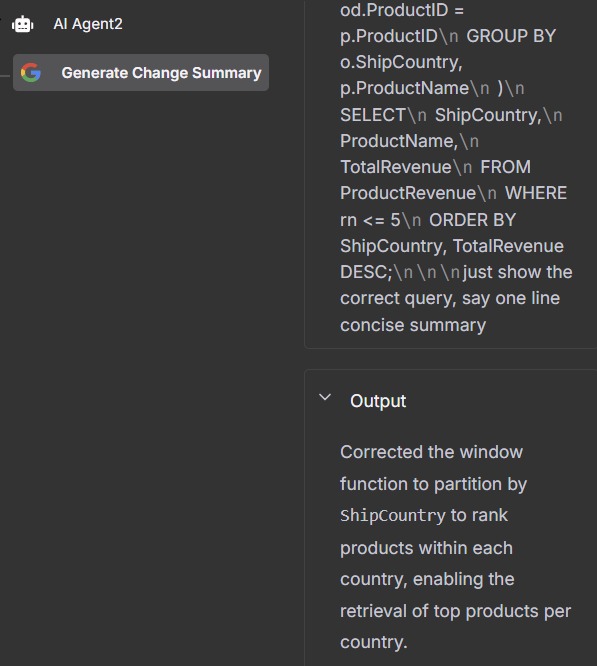 AI Agent2
Generate Change Summary
od.ProductID =
p.ProductID\n GROUP BY
o.ShipCountry,
p.ProductName\n )\n
SELECT\n ShipCountry,\n
ProductName,\n
TotalRevenue\n FROM
ProductRevenue\n WHERE
rn <= 5\n ORDER BY
ShipCountry, TotalRevenue
DESC;\n\n\njust show the
correct query, say one line
concise summary
Output
Corrected the window
function to partition by
ShipCountry to rank
products within each
country, enabling the
retrieval of top products per
country.